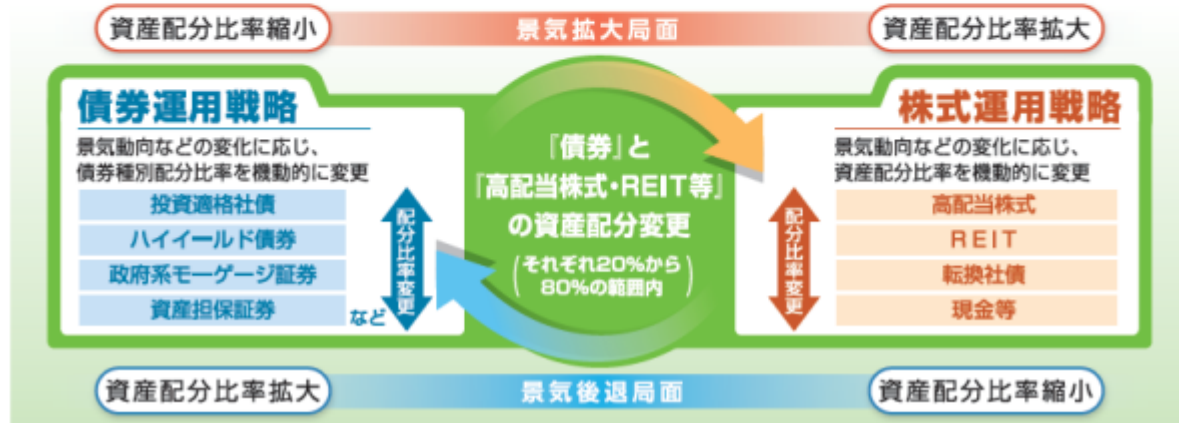 資産配分比率縮小
景気拡大局面
資産配分比率拡大
債券運用戦略
景気動向などの変化に応じ、
債券種別配分比率を機動的に変更
投資適格社債
ハイイールド債券
政府系モーゲージ証券
資産担保証券
など
配分比率変更
『債券』と
『高配当株式・REIT等』
の資産配分変更
(それぞれ20%から
80%の範囲内)
株式運用戦略
景気動向などの変化に応じ、
資産配分比率を機動的に変更
配分比率変更
高配当株式
REIT
転換社債
現金等
資産配分比率拡大
景気後退局面
資産配分比率縮小